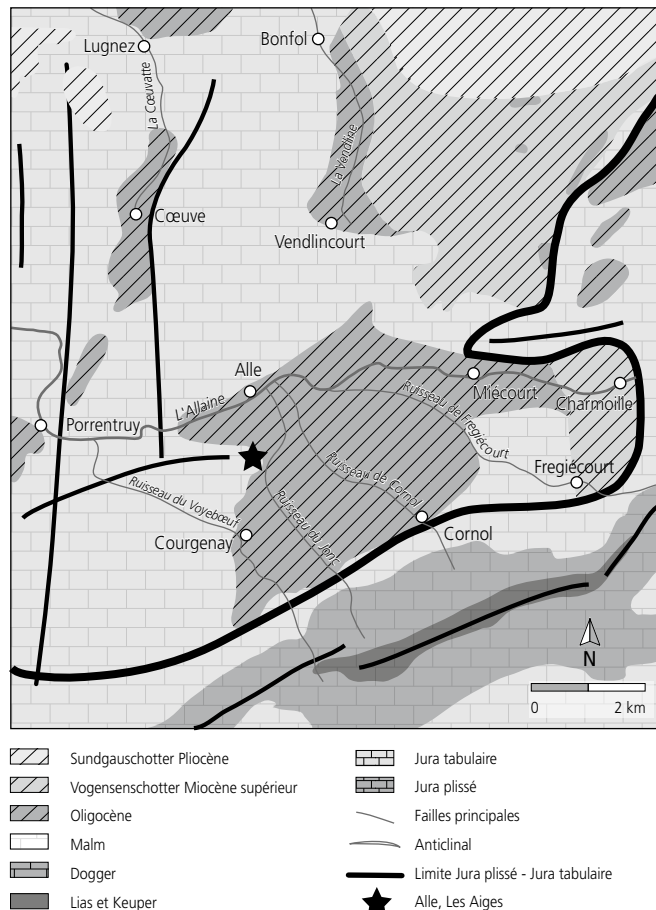 Lugnez
Bonfol
La Cœuvatte
La Vendline
Cœuve
Vendlincourt
Alle
L'Allaine
Miécourt
Charmoille
Porrentruy
Ruisseau de Fregiécourt
Fregiécourt
Ruisseau de Cornol
Ruisseau du Voyebœuf
Ruisseau du Jonc
Cornol
Courgenay
N
0 2 km
Sundgauschotter Pliocène
Vogensenschotter Miocène supérieur
Oligocène
Malm
Dogger
Lias et Keuper
Jura tabulaire
Jura plissé
Failles principales
Anticlinal
Limite Jura plissé - Jura tabulaire
Alle, Les Aiges